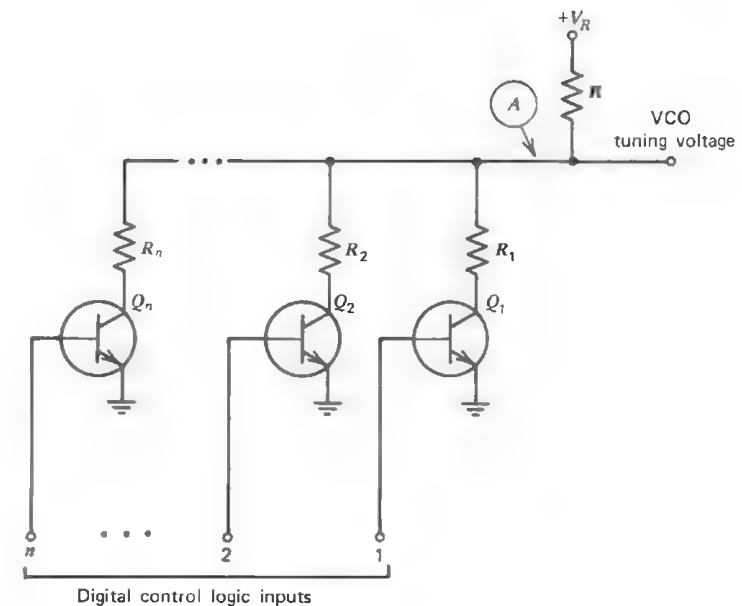 +V_R
R
A
VCO
tuning voltage
R_n
R_2
R_1
Q_n
Q_2
Q_1
n
2
1
Digital control logic inputs